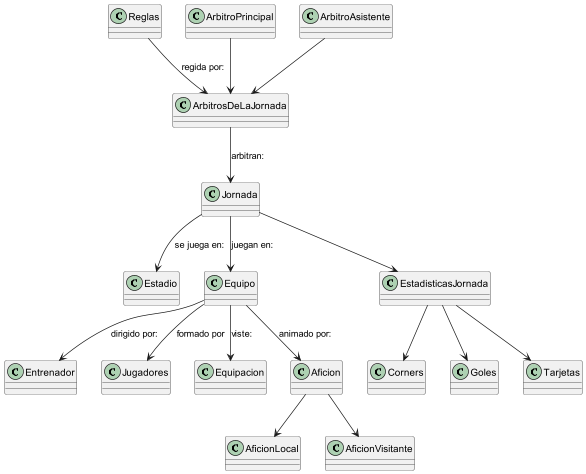 C Reglas
C ArbitroPrincipal
C ArbitroAsistente
regida por:
C ArbitrosDeLaJornada
arbitran:
C Jornada
se juega en:
juegan en:
C Estadio
C Equipo
C EstadisticasJornada
dirigido por:
formado por
viste:
animado por:
C Entrenador
C Jugadores
C Equipacion
C Aficion
C Corners
C Goles
C Tarjetas
C AficionLocal
C AficionVisitante